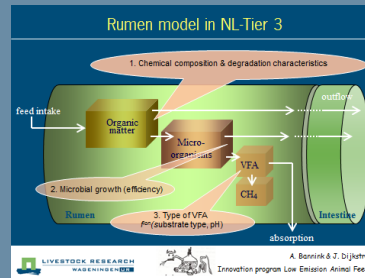 Rumen model in NL-Tier 3
1. Chemical composition & degradation characteristics
feed intake
outflow
Organic
matter
Micro-
organisms
2. Microbial growth (efficiency)
VFA
CH4
3. Type of VFA
(substrate type, pH)
Rumen
Intestine
absorption
A. Bannink & J. Dijkstr
LIVESTOCK RESEARCH
WAGENINGEN UR
Innovation program Low Emission Animal Fee